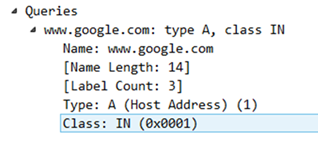 Queries
www.google.com: type A, class IN
Name: www.google.com
[Name Length: 14]
[Label Count: 3]
Type: A (Host Address) (1)
Class: IN (0x0001)